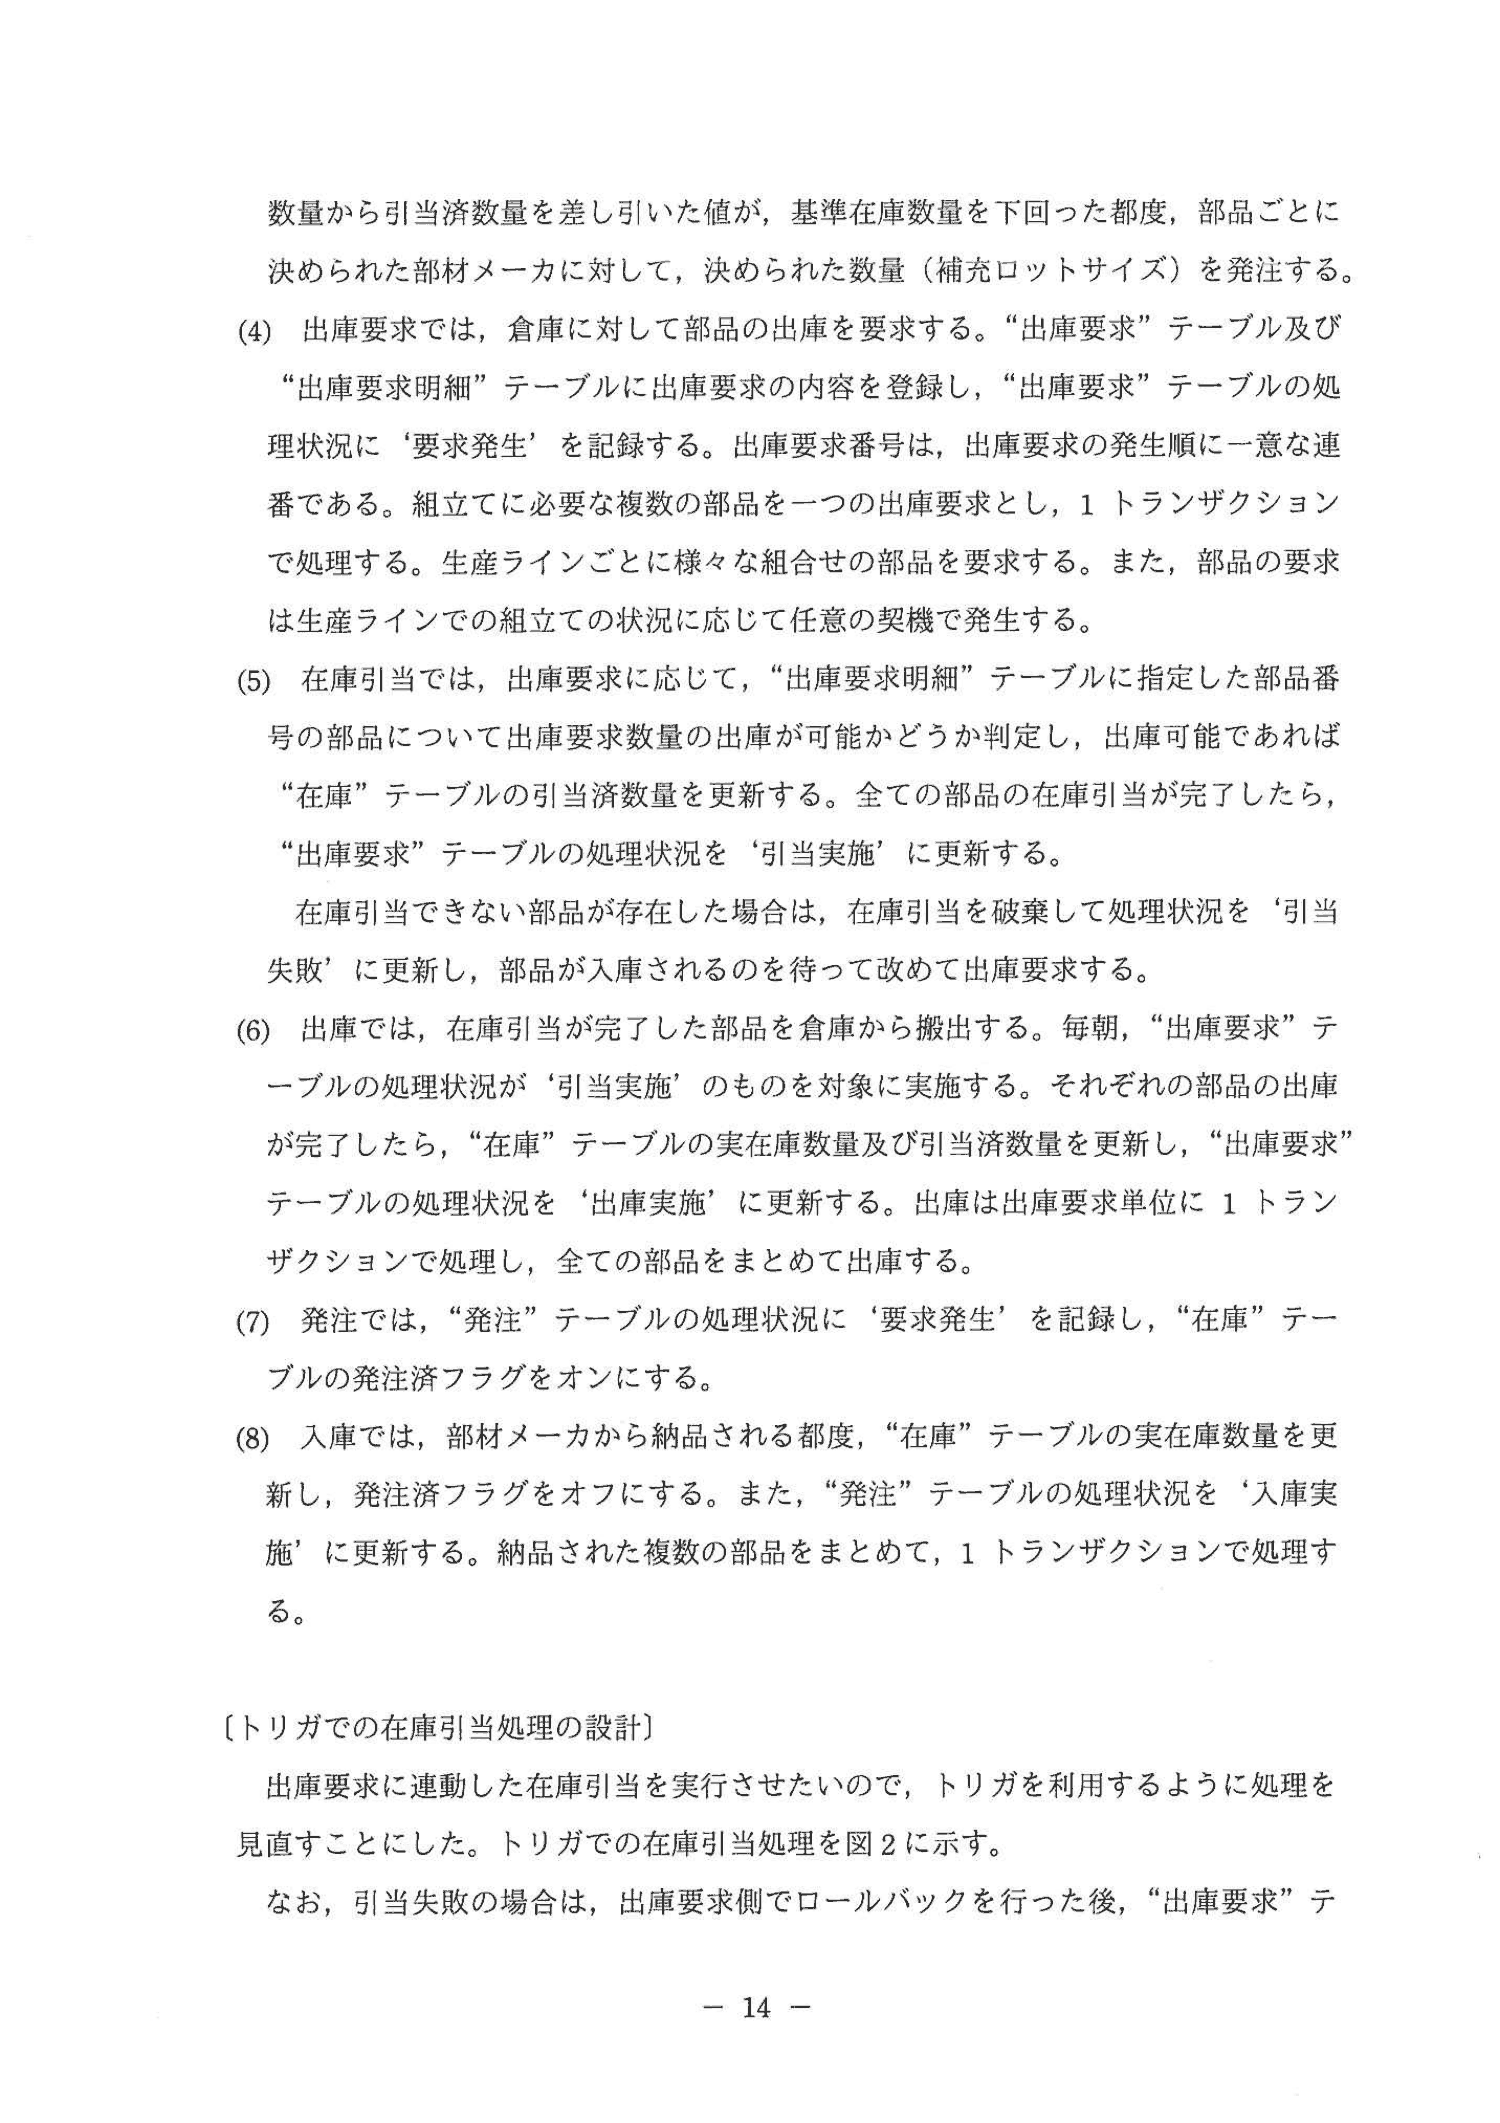 数量から引当済数量を差し引いた値が，基準在庫数量を下回った都度，部品ごとに
決められた部材メーカに対して，決められた数量（補充ロットサイズ）を発注する。
(4)　出庫要求では，倉庫に対して部品の出庫を要求する。“出庫要求”テーブル及び
“出庫要求明細”テーブルに出庫要求の内容を登録し，“出庫要求”テーブルの処
理状況に‘要求発生’を記録する。出庫要求番号は，出庫要求の発生順に一意な連
番である。組立てに必要な複数の部品を一つの出庫要求とし，1 トランザクション
で処理する。生産ラインごとに様々な組合せの部品を要求する。また，部品の要求
は生産ラインでの組立ての状況に応じて任意の契機で発生する。
(5)　在庫引当では，出庫要求に応じて，“出庫要求明細”テーブルに指定した部品番
号の部品について出庫要求数量の出庫が可能かどうか判定し，出庫可能であれば
“在庫”テーブルの引当済数量を更新する。全ての部品の在庫引当が完了したら，
“出庫要求”テーブルの処理状況を‘引当実施’に更新する。
在庫引当できない部品が存在した場合は，在庫引当を破棄して処理状況を‘引当
失敗’に更新し，部品が入庫されるのを待って改めて出庫要求する。
(6)　出庫では，在庫引当が完了した部品を倉庫から搬出する。毎朝，“出庫要求”テ
ーブルの処理状況が‘引当実施’のものを対象に実施する。それぞれの部品の出庫
が完了したら，“在庫”テーブルの実在庫数量及び引当済数量を更新し，“出庫要求”
テーブルの処理状況を‘出庫実施’に更新する。出庫は出庫要求単位に 1 トラン
ザクションで処理し，全ての部品をまとめて出庫する。
(7)　発注では，“発注”テーブルの処理状況に‘要求発生’を記録し，“在庫”テー
ブルの発注済フラグをオンにする。
(8)　入庫では，部材メーカから納品される都度，“在庫”テーブルの実在庫数量を更
新し，発注済フラグをオフにする。また，“発注”テーブルの処理状況を‘入庫実
施’に更新する。納品された複数の部品をまとめて，1 トランザクションで処理す
る。
〔トリガでの在庫引当処理の設計〕
出庫要求に連動した在庫引当を実行させたいので，トリガを利用するように処理を
見直すことにした。トリガでの在庫引当処理を図 2 に示す。
なお，引当失敗の場合は，出庫要求側でロールバックを行った後，“出庫要求”テ
－ 14 －